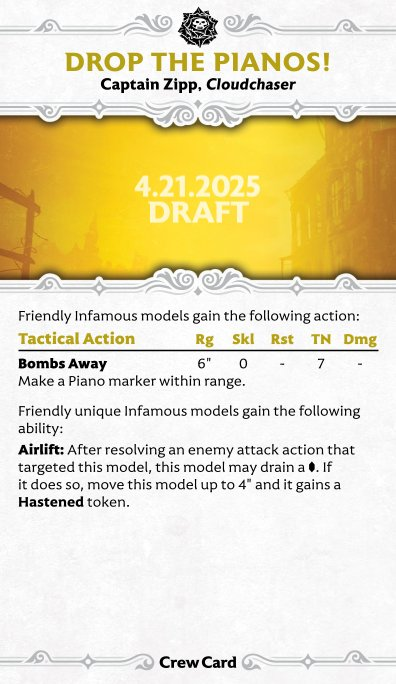 DROP THE PIANOS!
Captain Zipp, Cloudchaser
4.21.2025
DRAFT
Friendly Infamous models gain the following action:
Tactical Action Rg Skl Rst TN Dmg
Bombs Away 6" 0 - 7 -
Make a Piano marker within range.
Friendly unique Infamous models gain the following
ability:
Airlift: After resolving an enemy attack action that
targeted this model, this model may drain a . If
it does so, move this model up to 4" and it gains a
Hastened token.
Crew Card